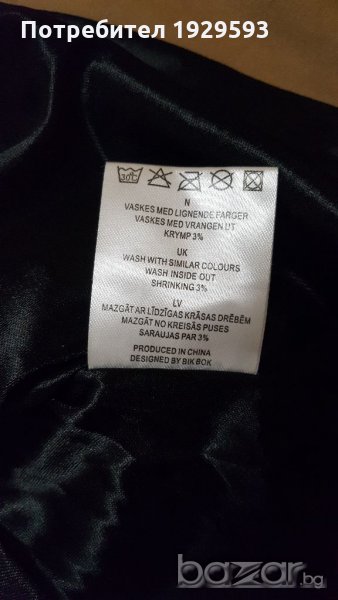 Потребител 1929593
30°
N
VASKES MED LIGNENDE FARGER
VASKES MED VRANGEN UT
KRYMP 3%
UK
WASH WITH SIMILAR COLOURS
WASH INSIDE OUT
SHRINKING 3%
LV
MAZGĀT AR LĪDZĪGAS KRĀSAS DRĒBĒM
MAZGĀT NO KREISĀS PUSES
SARAUJAS PAR 3%
PRODUCED IN CHINA
DESIGNED BY BIK BOK
bazar.bg